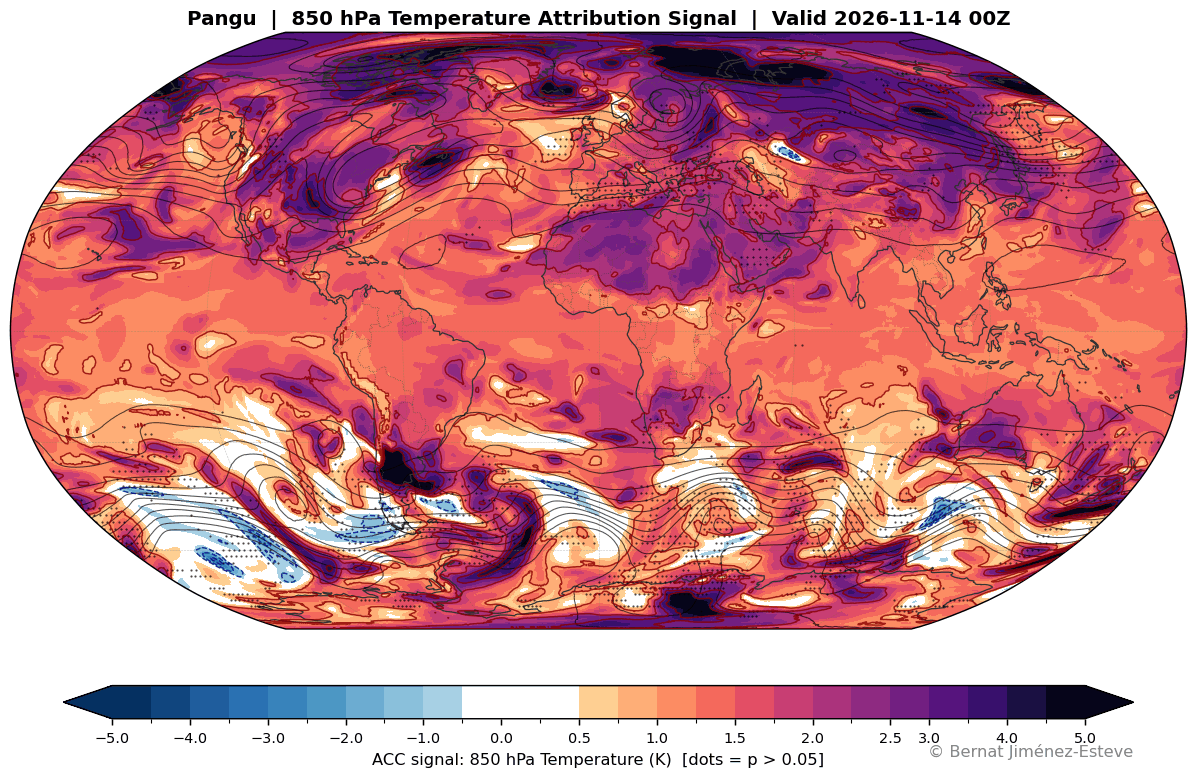 Pangu | 850 hPa Temperature Attribution Signal | Valid 2026-11-14 00Z
−5.0 −4.0 −3.0 −2.0 −1.0 0.0 0.5 1.0 1.5 2.0 2.5 3.0 4.0 5.0
© Bernat Jiménez-Esteve
ACC signal: 850 hPa Temperature (K) [dots = p > 0.05]